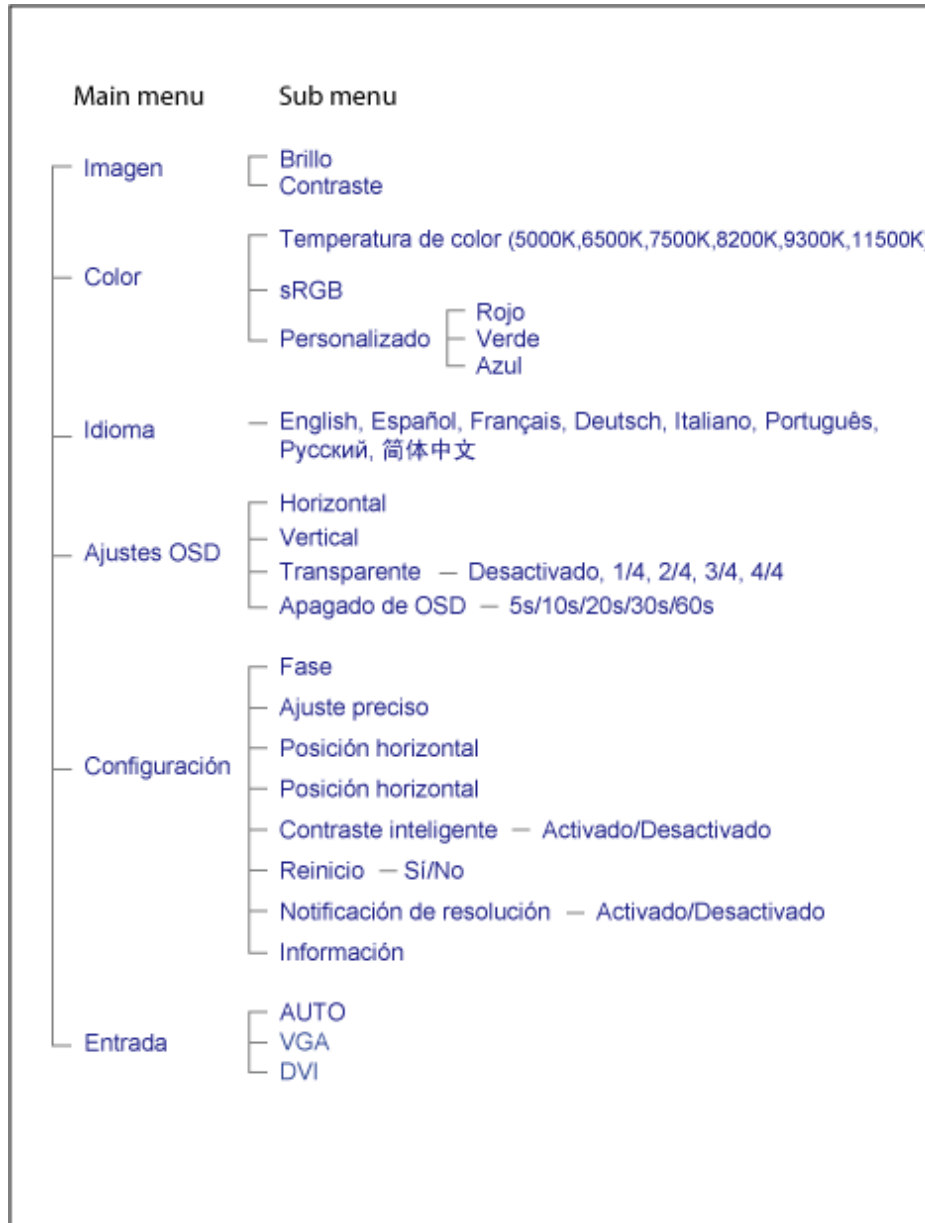 Main menu Sub menu
Imagen
Brillo
Contraste
Color
Temperatura de color (5000K,6500K,7500K,8200K,9300K,11500K)
sRGB
Personalizado
Rojo
Verde
Azul
Idioma
English, Español, Français, Deutsch, Italiano, Português,
Русский, 简体中文
Ajustes OSD
Horizontal
Vertical
Transparente — Desactivado, 1/4, 2/4, 3/4, 4/4
Apagado de OSD — 5s/10s/20s/30s/60s
Configuración
Fase
Ajuste preciso
Posición horizontal
Posición horizontal
Contraste inteligente — Activado/Desactivado
Reinicio — Sí/No
Notificación de resolución — Activado/Desactivado
Información
Entrada
AUTO
VGA
DVI